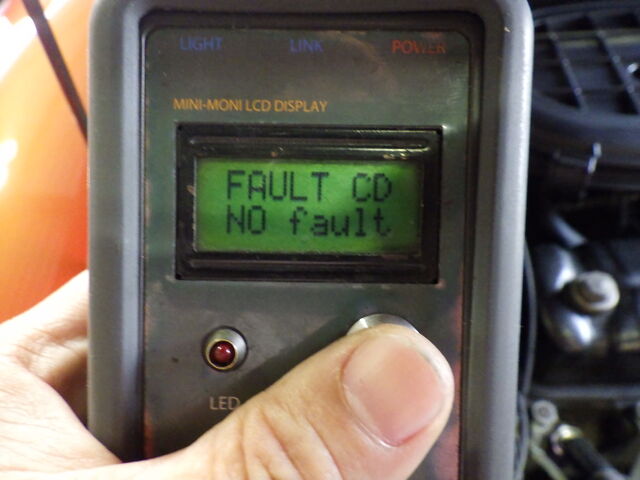 LIGHT LINK POWER
MINI-MONI LCD DISPLAY
FAULT CD
NO fault
LED